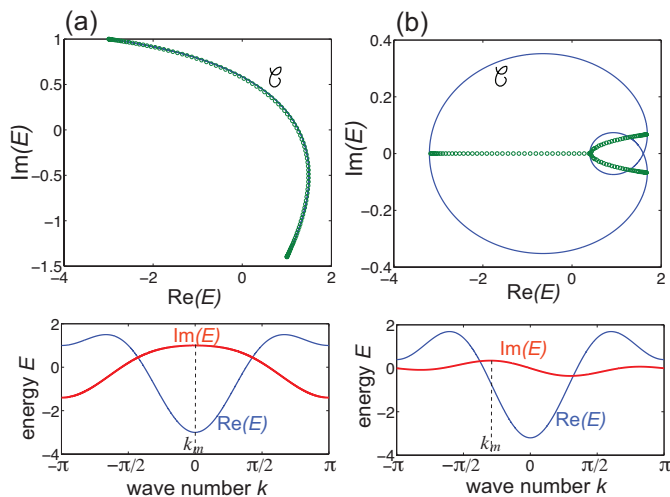 (a)
1
0.5
0
−0.5
−1
−1.5
Im(E)
𝒞
−4
−2
0
2
Re(E)
(b)
0.4
0.2
0
−0.2
−0.4
Im(E)
𝒞
−4
−2
0
2
Re(E)
2
0
−2
−4
energy E
Im(E)
Re(E)
k_m
−π
−π/2
0
π/2
π
wave number k
2
0
−2
−4
energy E
Im(E)
Re(E)
k_m
−π
−π/2
0
π/2
π
wave number k